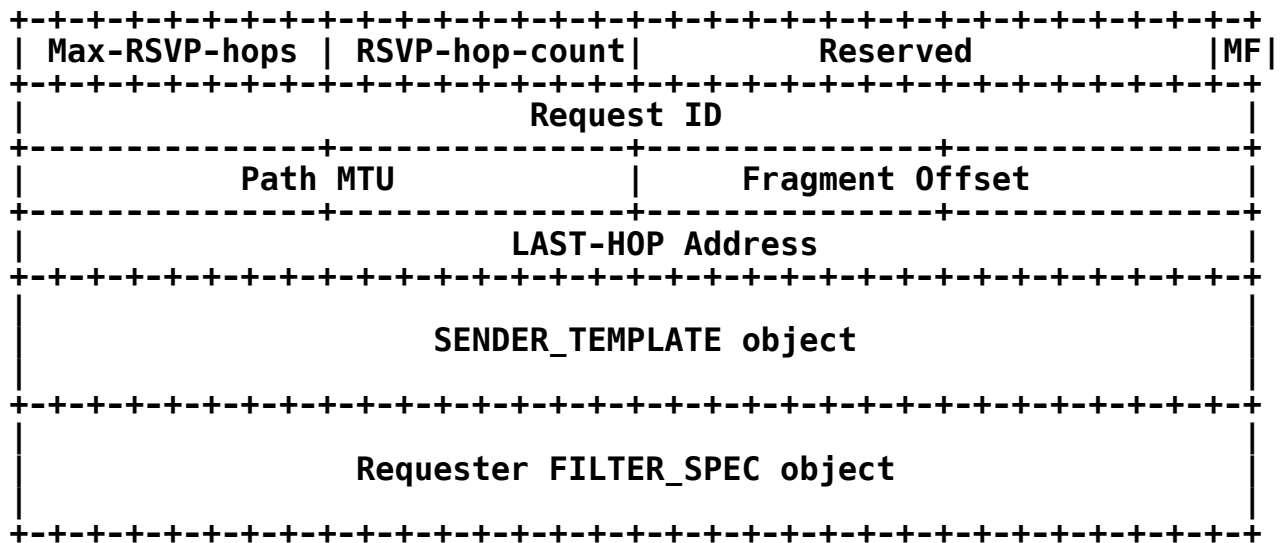 +-+-+-+-+-+-+-+-+-+-+-+-+-+-+-+-+-+-+-+-+-+-+-+-+-+-+-+-+-+-+-+-+
| Max-RSVP-hops | RSVP-hop-count|         Reserved            |MF|
+-+-+-+-+-+-+-+-+-+-+-+-+-+-+-+-+-+-+-+-+-+-+-+-+-+-+-+-+-+-+-+-+
|                          Request ID                           |
+---------------+---------------+---------------+---------------+
|           Path MTU            |     Fragment Offset           |
+---------------+---------------+---------------+---------------+
|                         LAST-HOP Address                      |
+-+-+-+-+-+-+-+-+-+-+-+-+-+-+-+-+-+-+-+-+-+-+-+-+-+-+-+-+-+-+-+-+
|                                                               |
|                     SENDER_TEMPLATE object                    |
|                                                               |
+-+-+-+-+-+-+-+-+-+-+-+-+-+-+-+-+-+-+-+-+-+-+-+-+-+-+-+-+-+-+-+-+
|                                                               |
|                 Requester FILTER_SPEC object                  |
|                                                               |
+-+-+-+-+-+-+-+-+-+-+-+-+-+-+-+-+-+-+-+-+-+-+-+-+-+-+-+-+-+-+-+-+